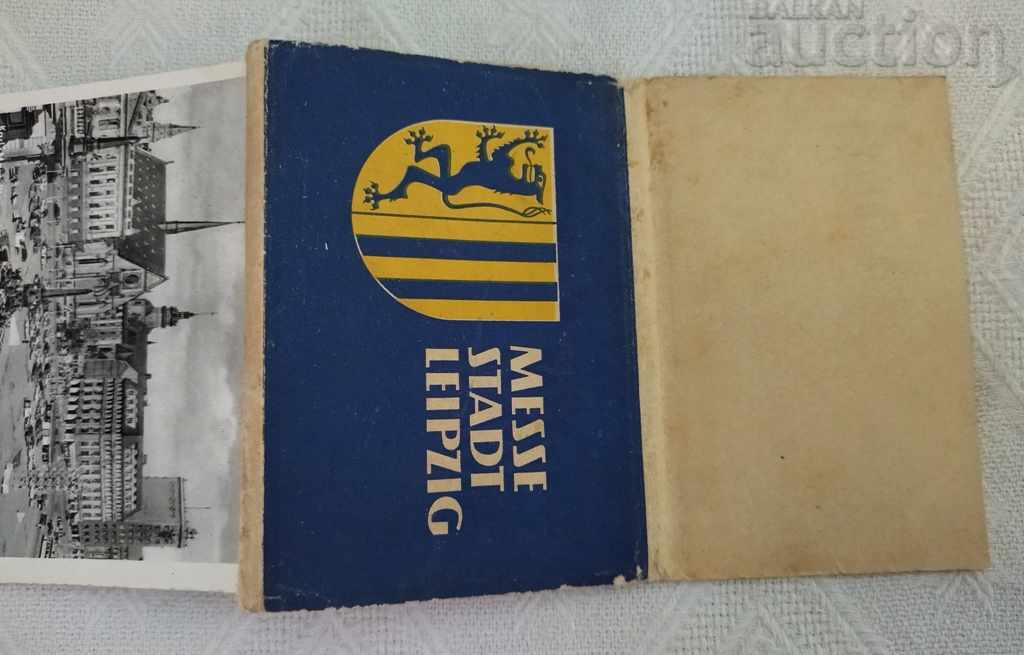 BALKAN
auction
MESSE
STADT
LEIPZIG